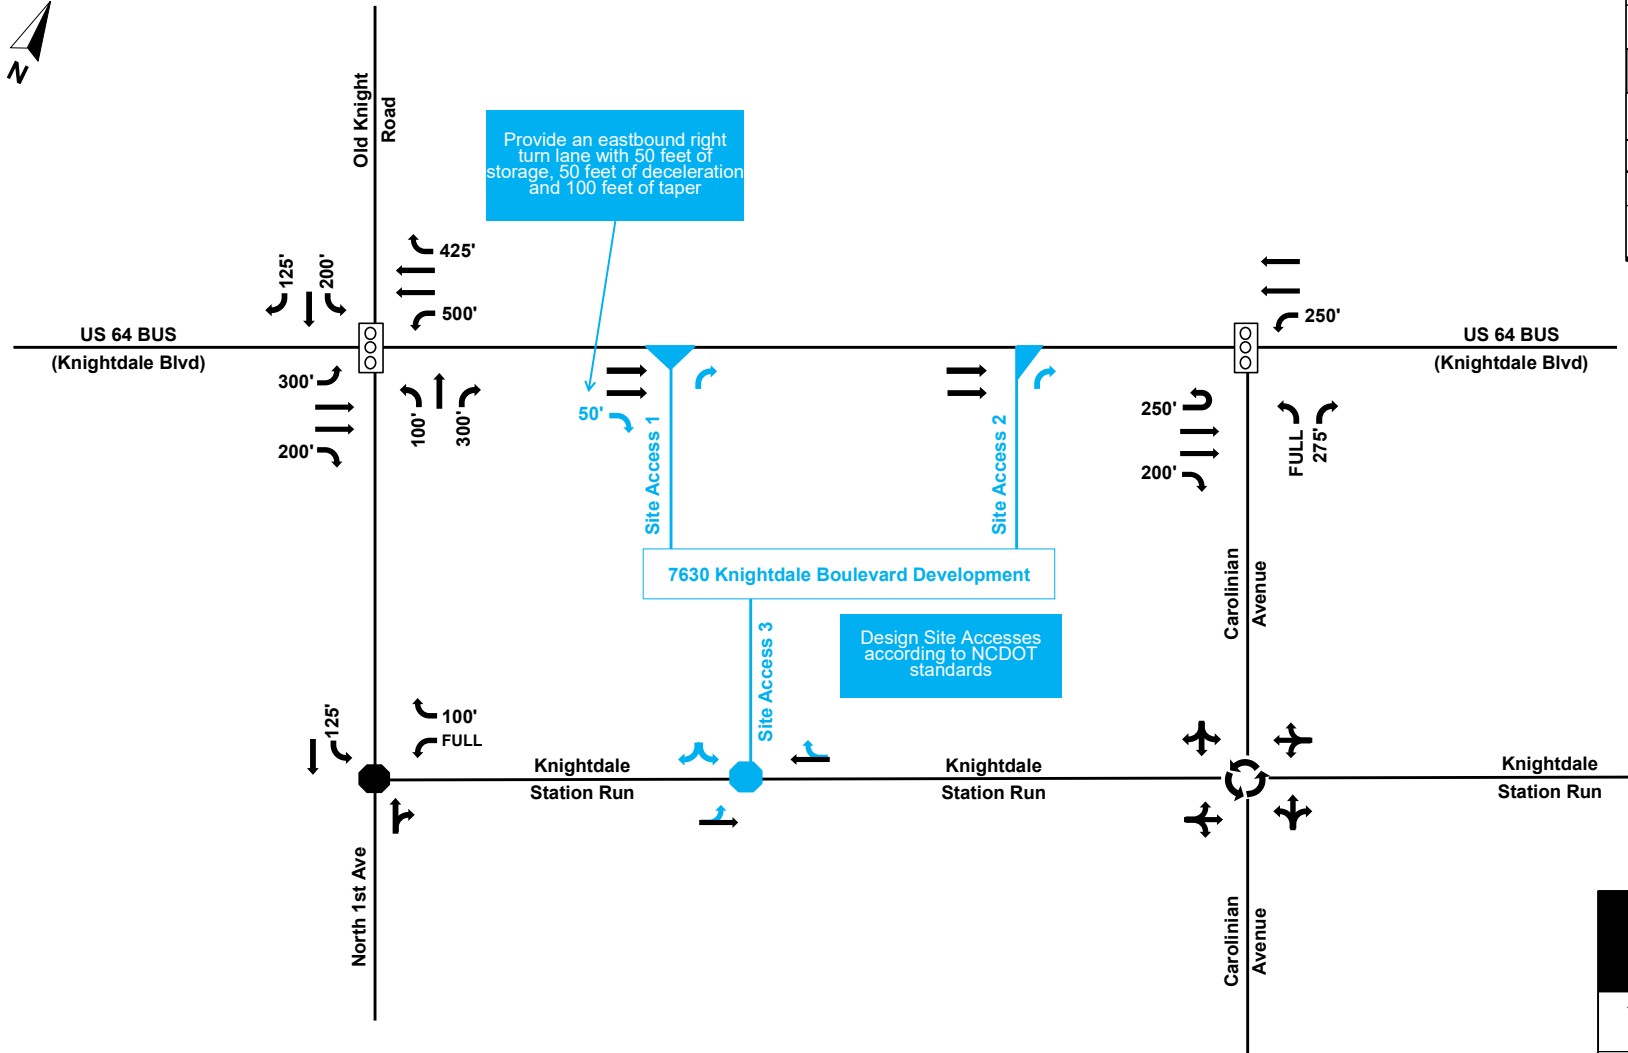 N
Old Knight
Road
Provide an eastbound right
turn lane with 50 feet of
storage, 50 feet of deceleration
and 100 feet of taper
125'
200'
425'
500'
US 64 BUS
(Knightdale Blvd)
300'
200'
100'
300'
50'
Site Access 1
Site Access 2
250'
US 64 BUS
(Knightdale Blvd)
250'
200'
FULL
275'
7630 Knightdale Boulevard Development
Carolinian
Avenue
Design Site Accesses
according to NCDOT
standards
Site Access 3
125'
100'
FULL
Knightdale
Station Run
Knightdale
Station Run
Knightdale
Station Run
North 1st Ave
Carolinian
Avenue